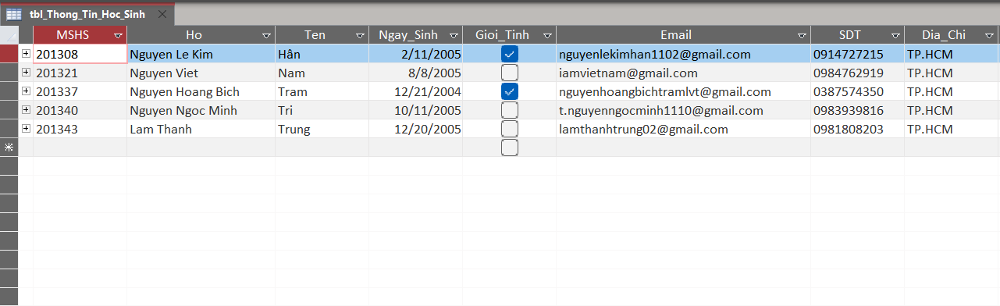 tbl_Thong_Tin_Hoc_Sinh
MSHS Ho Ten Ngay_Sinh Gioi_Tinh Email SDT Dia_Chi
201308 Nguyen Le Kim Hân 2/11/2005 nguyenlekimhan1102@gmail.com 0914727215 TP.HCM
201321 Nguyen Viet Nam 8/8/2005 iamvietnam@gmail.com 0984762919 TP.HCM
201337 Nguyen Hoang Bich Tram 12/21/2004 nguyenhoangbichtramlvt@gmail.com 0387574350 TP.HCM
201340 Nguyen Ngoc Minh Tri 10/11/2005 t.nguyenngocminh1110@gmail.com 0983939816 TP.HCM
201343 Lam Thanh Trung 12/20/2005 lamthanhtrung02@gmail.com 0981808203 TP.HCM